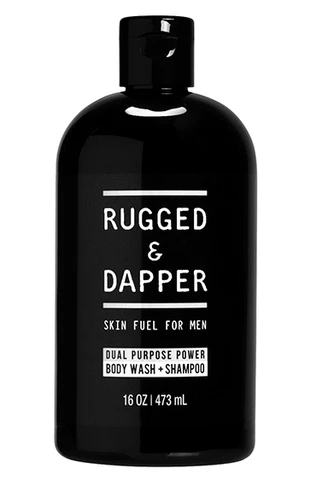 RUGGED
&
DAPPER
SKIN FUEL FOR MEN
DUAL PURPOSE POWER
BODY WASH + SHAMPOO
16 OZ | 473 mL